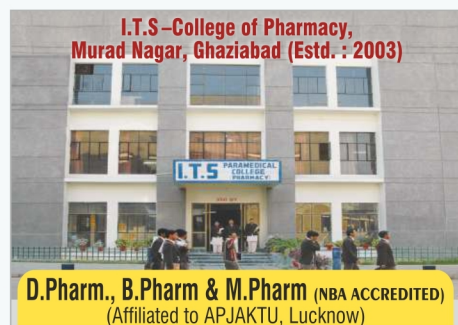 I.T.S–College of Pharmacy,
Murad Nagar, Ghaziabad (Estd. : 2003)
I.T.S PARAMEDICAL
COLLEGE
PHARMACY
D.Pharm., B.Pharm & M.Pharm (NBA ACCREDITED)
(Affiliated to APJAKTU, Lucknow)